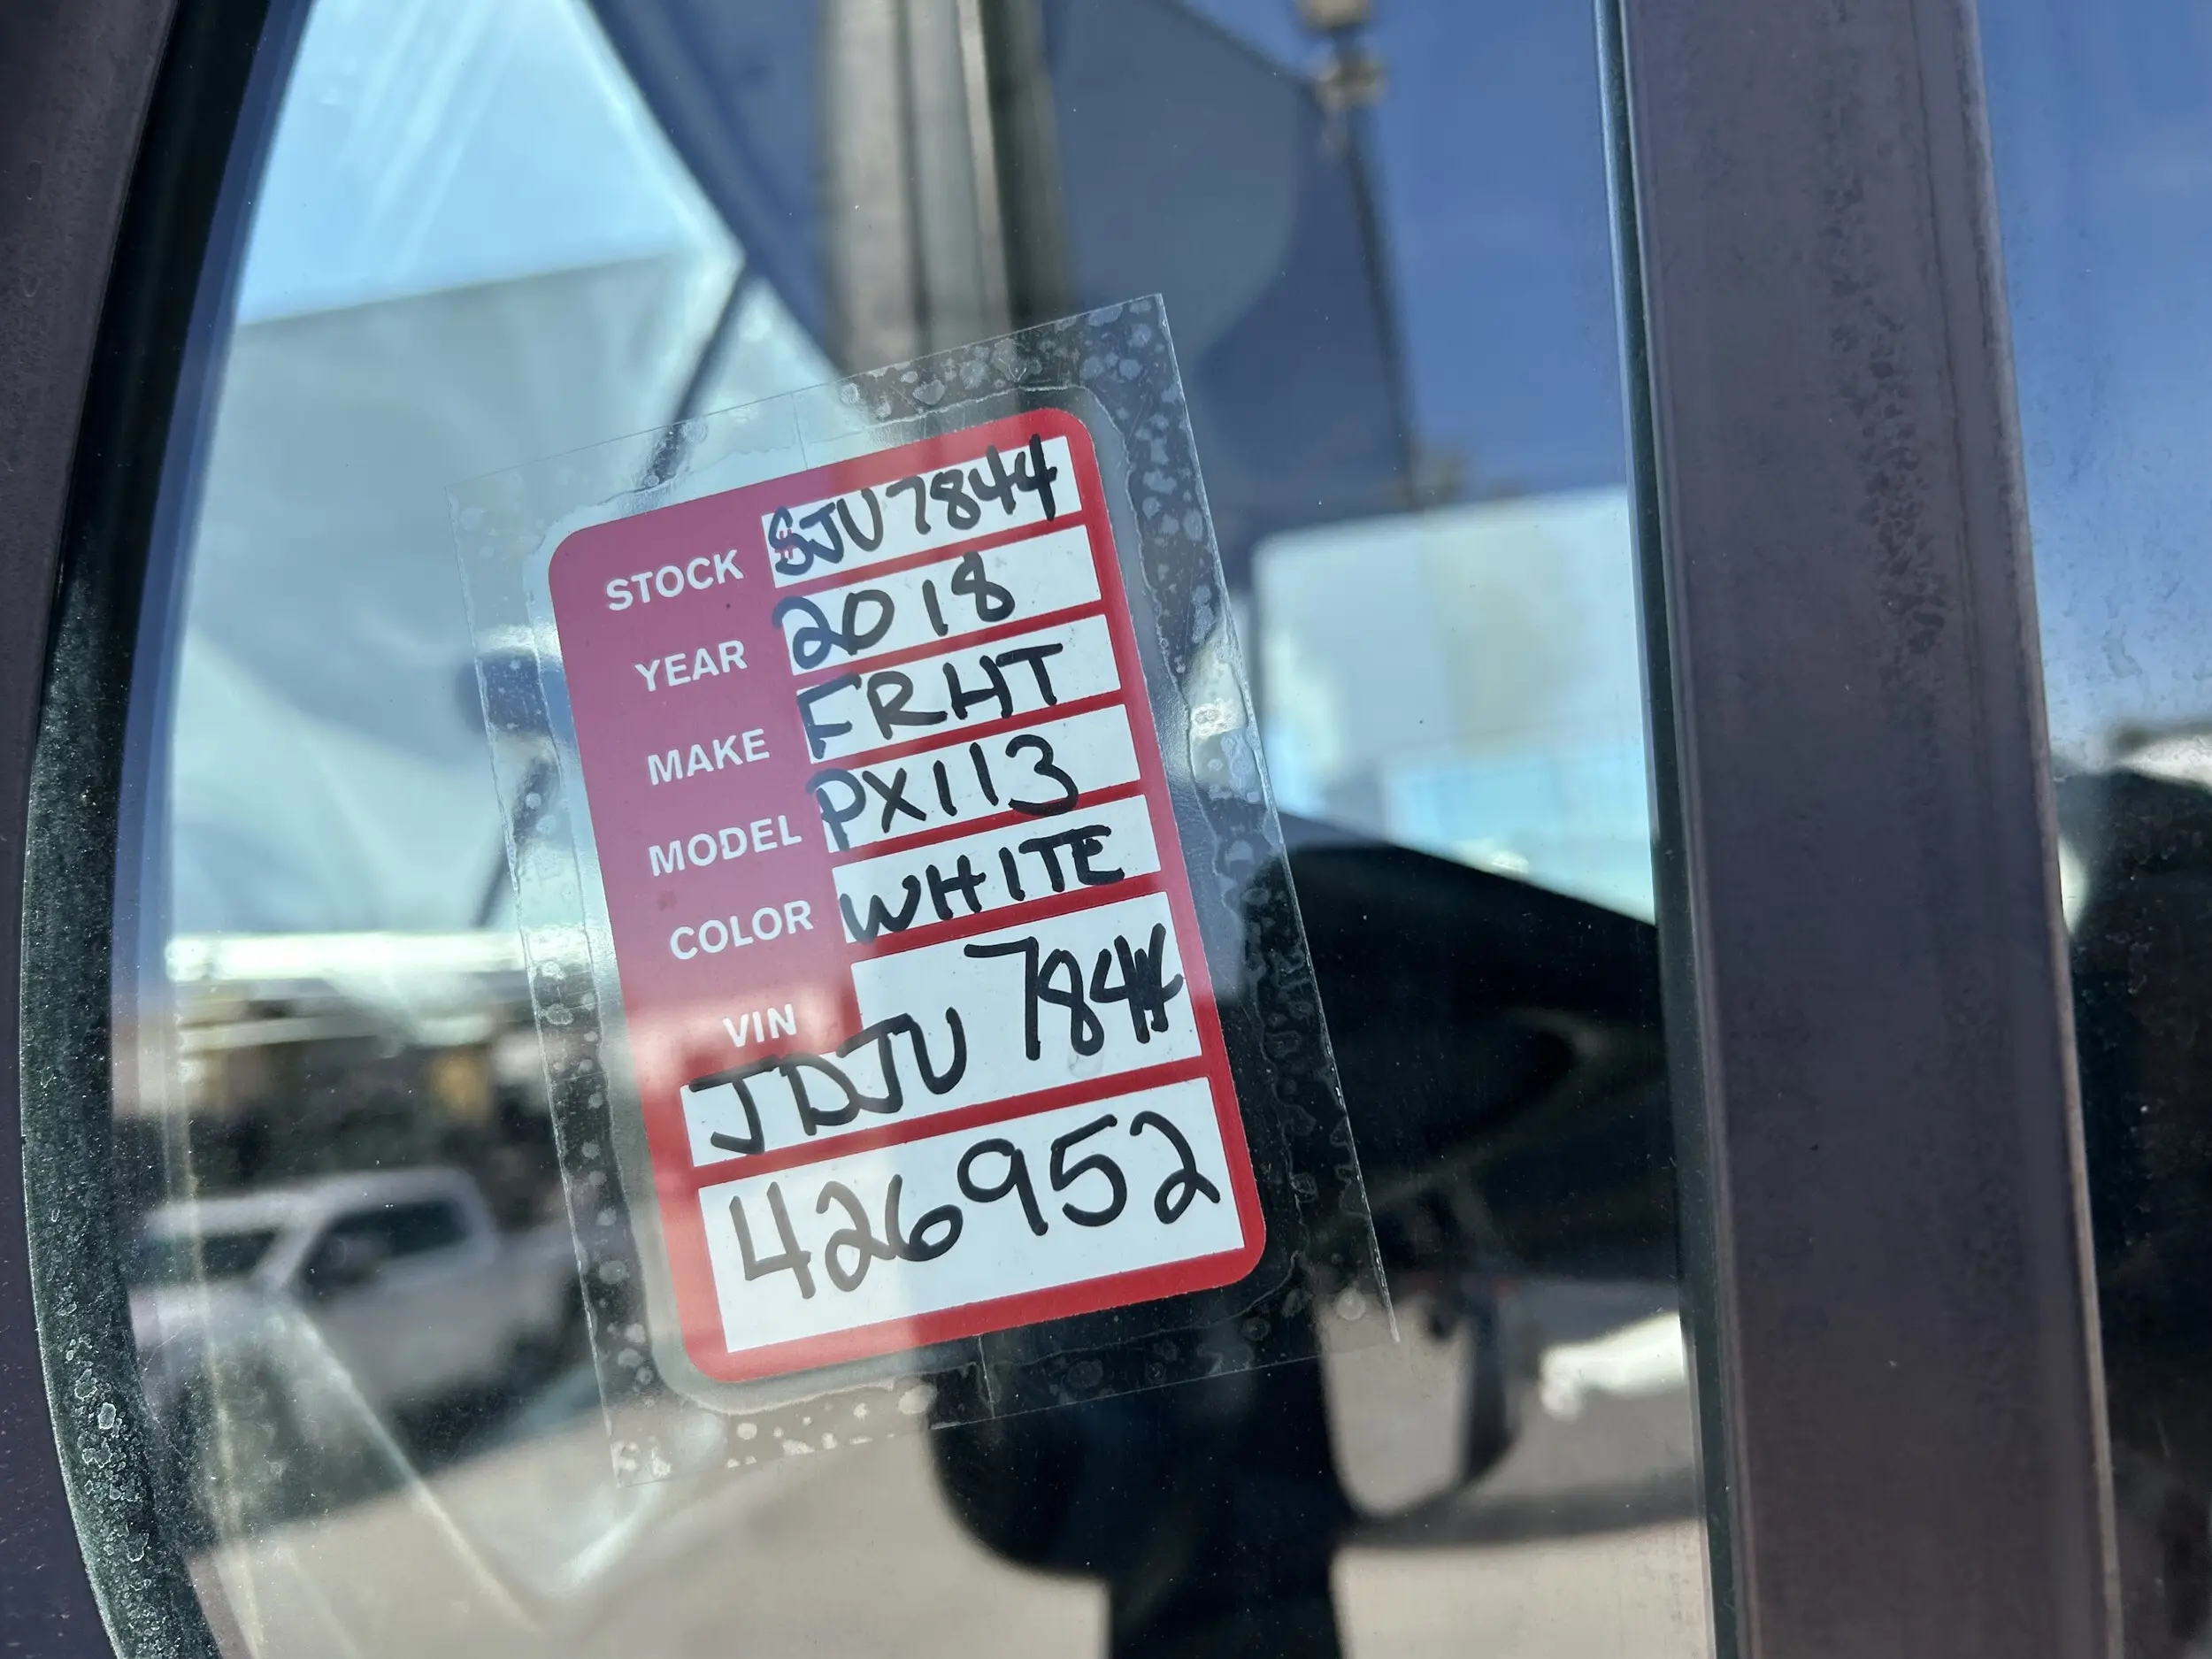 STOCK SJU7844
YEAR 2018
MAKE FRHT
MODEL PX113
COLOR WHITE
VIN
JDJU 7844
426952